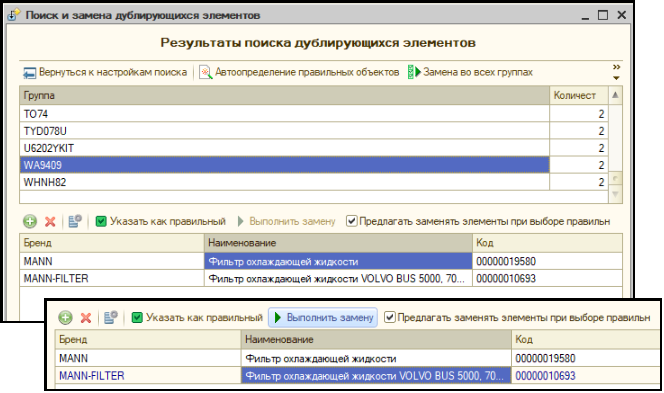 Поиск и замена дублирующихся элементов
Результаты поиска дублирующихся элементов
Вернуться к настройкам поиска Автоопределение правильных объектов Замена во всех группах
Группа Количест
TO74 2
TYD078U 2
U6202YKIT 2
WA9409 2
WHNH82 2
Указать как правильный Выполнить замену Предлагать заменять элементы при выборе правильн
Бренд Наименование Код
MANN Фильтр охлаждающей жидкости 00000019580
MANN-FILTER Фильтр охлаждающей жидкости VOLVO BUS 5000, 70... 00000010693
Указать как правильный Выполнить замену Предлагать заменять элементы при выборе правильн
Бренд Наименование Код
MANN Фильтр охлаждающей жидкости 00000019580
MANN-FILTER Фильтр охлаждающей жидкости VOLVO BUS 5000, 70... 00000010693